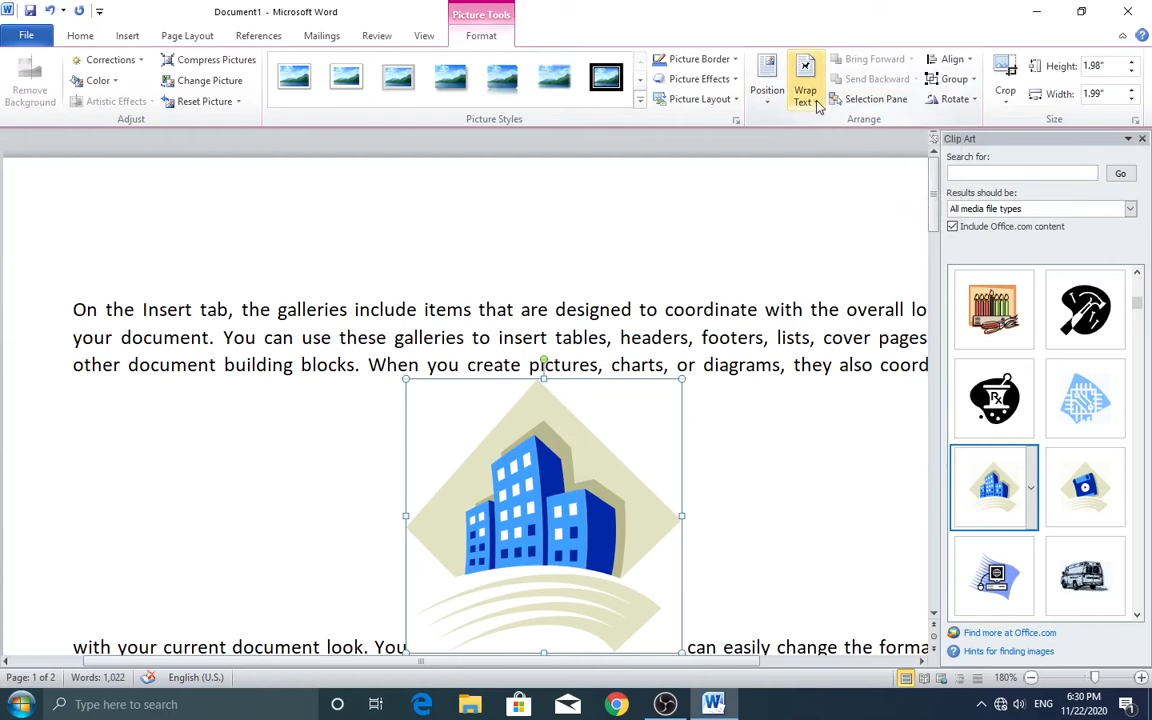 Document1 - Microsoft Word
Picture Tools
File
Home
Insert
Page Layout
References
Mailings
Review
View
Format
Remove
Background
Corrections
Color
Artistic Effects
Compress Pictures
Change Picture
Reset Picture
Adjust
Picture Styles
Picture Border
Picture Effects
Picture Layout
Position
Wrap
Text
Bring Forward
Send Backward
Selection Pane
Align
Group
Rotate
Arrange
Crop
Height: 1.98"
Width: 1.99"
Size
On the Insert tab, the galleries include items that are designed to coordinate with the overall lo
your document. You can use these galleries to insert tables, headers, footers, lists, cover pages
other document building blocks. When you create pictures, charts, or diagrams, they also coord
with your current document look. You can easily change the forma
Clip Art
Search for:
Go
Results should be:
All media file types
Include Office.com content
Find more at Office.com
Hints for finding images
Page: 1 of 2
Words: 1,022
English (U.S.)
180%
Type here to search
ENG
6:30 PM
11/22/2020